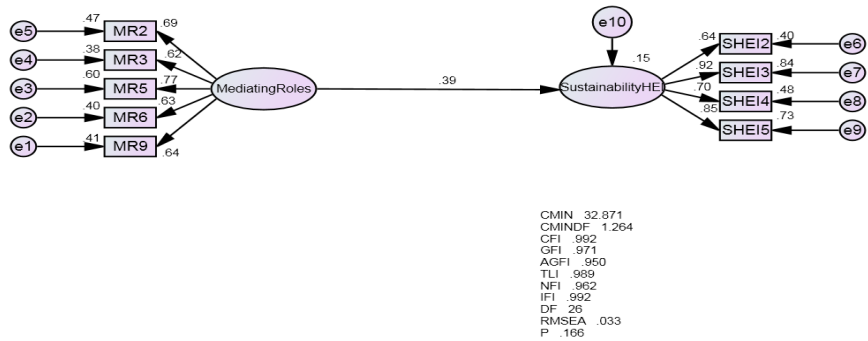 e5 .47 MR2 .69
e4 .38 MR3 .62
e3 .60 MR5 .77
e2 .40 MR6 .63
e1 .41 MR9 .64
MediatingRoles
.39
e10
.15
SustainabilityHE
.64 SHEI2 .40 e6
.92 SHEI3 .84 e7
.70 SHEI4 .48 e8
.85 SHEI5 .73 e9
CMIN 32.871
CMINDF 1.264
CFI .992
GFI .971
AGFI .950
TLI .989
NFI .962
IFI .992
DF 26
RMSEA .033
P .166